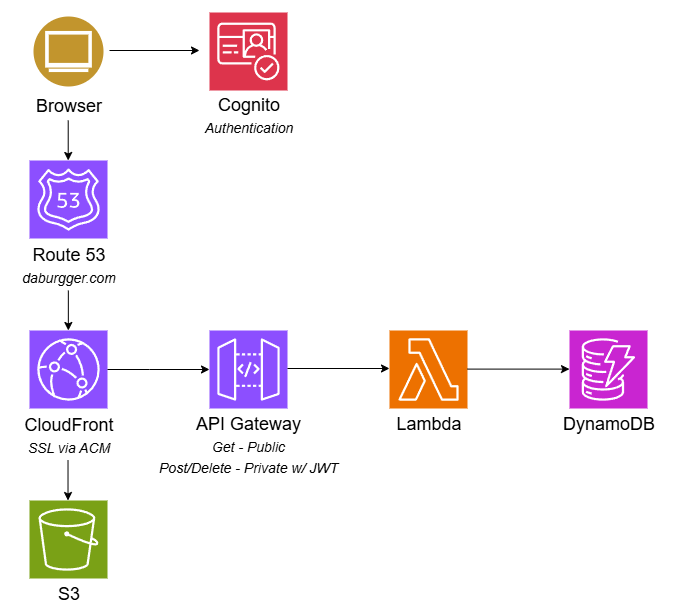 Browser
Cognito
Authentication
53
Route 53
daburgger.com
CloudFront
SSL via ACM
</>
API Gateway
Get - Public
Post/Delete - Private w/ JWT
Lambda
DynamoDB
S3